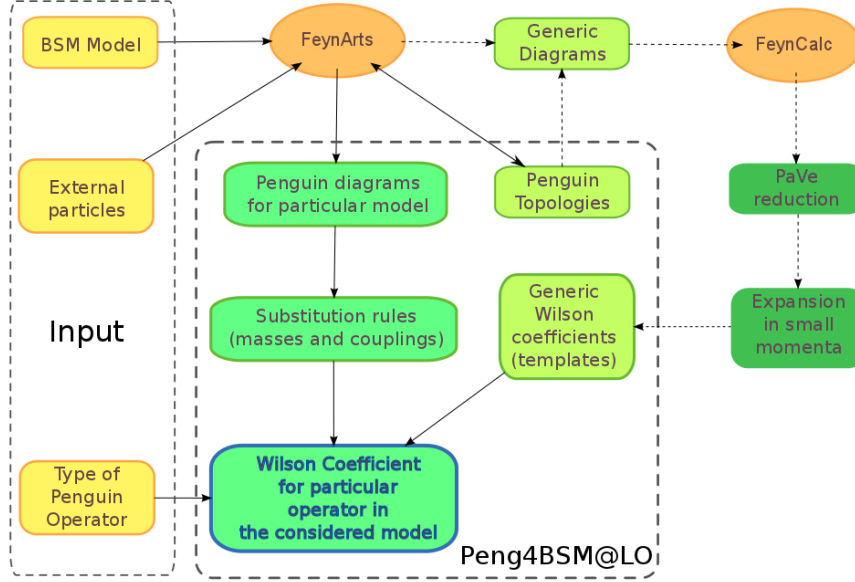 BSM Model
FeynArts
Generic
Diagrams
FeynCalc
External
particles
Penguin diagrams
for particular model
Penguin
Topologies
PaVe
reduction
Input
Substitution rules
(masses and couplings)
Generic
Wilson
coefficients
(templates)
Expansion
in small
momenta
Type of
Penguin
Operator
Wilson Coefficient
for particular
operator in
the considered model
Peng4BSM@LO